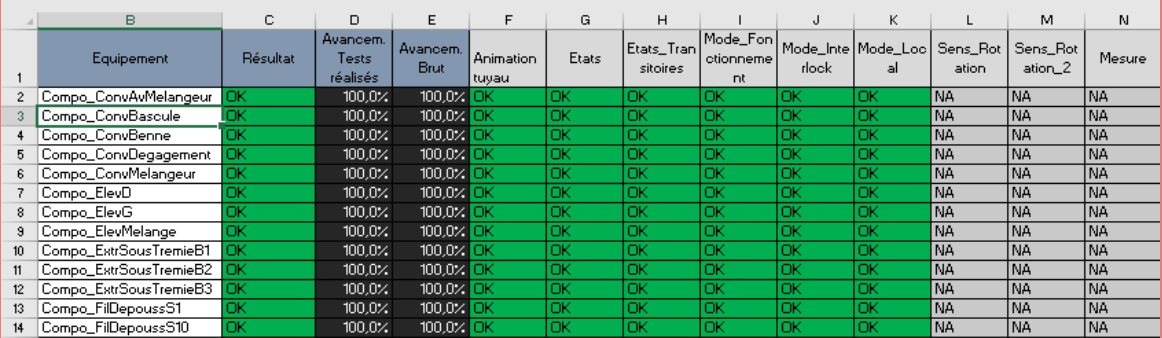 B C D E F G H I J K L M N
1 Equipement Résultat Avancem. Tests réalisés Avancem. Brut Animation tuyau Etats Etats_Transitoires Mode_Fonctionnement Mode_Interlock Mode_Local Sens_Rotation Sens_Rotation_2 Mesure
2 Compo_ConvAvMelangeur OK 100,0% 100,0% OK OK OK OK OK OK NA NA NA
3 Compo_ConvBascule OK 100,0% 100,0% OK OK OK OK OK OK NA NA NA
4 Compo_ConvBenne OK 100,0% 100,0% OK OK OK OK OK OK NA NA NA
5 Compo_ConvDegagement OK 100,0% 100,0% OK OK OK OK OK OK NA NA NA
6 Compo_ConvMelangeur OK 100,0% 100,0% OK OK OK OK OK OK NA NA NA
7 Compo_ElevD OK 100,0% 100,0% OK OK OK OK OK OK NA NA NA
8 Compo_ElevG OK 100,0% 100,0% OK OK OK OK OK OK NA NA NA
9 Compo_ElevMelange OK 100,0% 100,0% OK OK OK OK OK OK NA NA NA
10 Compo_ExtrSousTremieB1 OK 100,0% 100,0% OK OK OK OK OK OK NA NA NA
11 Compo_ExtrSousTremieB2 OK 100,0% 100,0% OK OK OK OK OK OK NA NA NA
12 Compo_ExtrSousTremieB3 OK 100,0% 100,0% OK OK OK OK OK OK NA NA NA
13 Compo_FilDepoussS1 OK 100,0% 100,0% OK OK OK OK OK OK NA NA NA
14 Compo_FilDepoussS10 OK 100,0% 100,0% OK OK OK OK OK OK NA NA NA